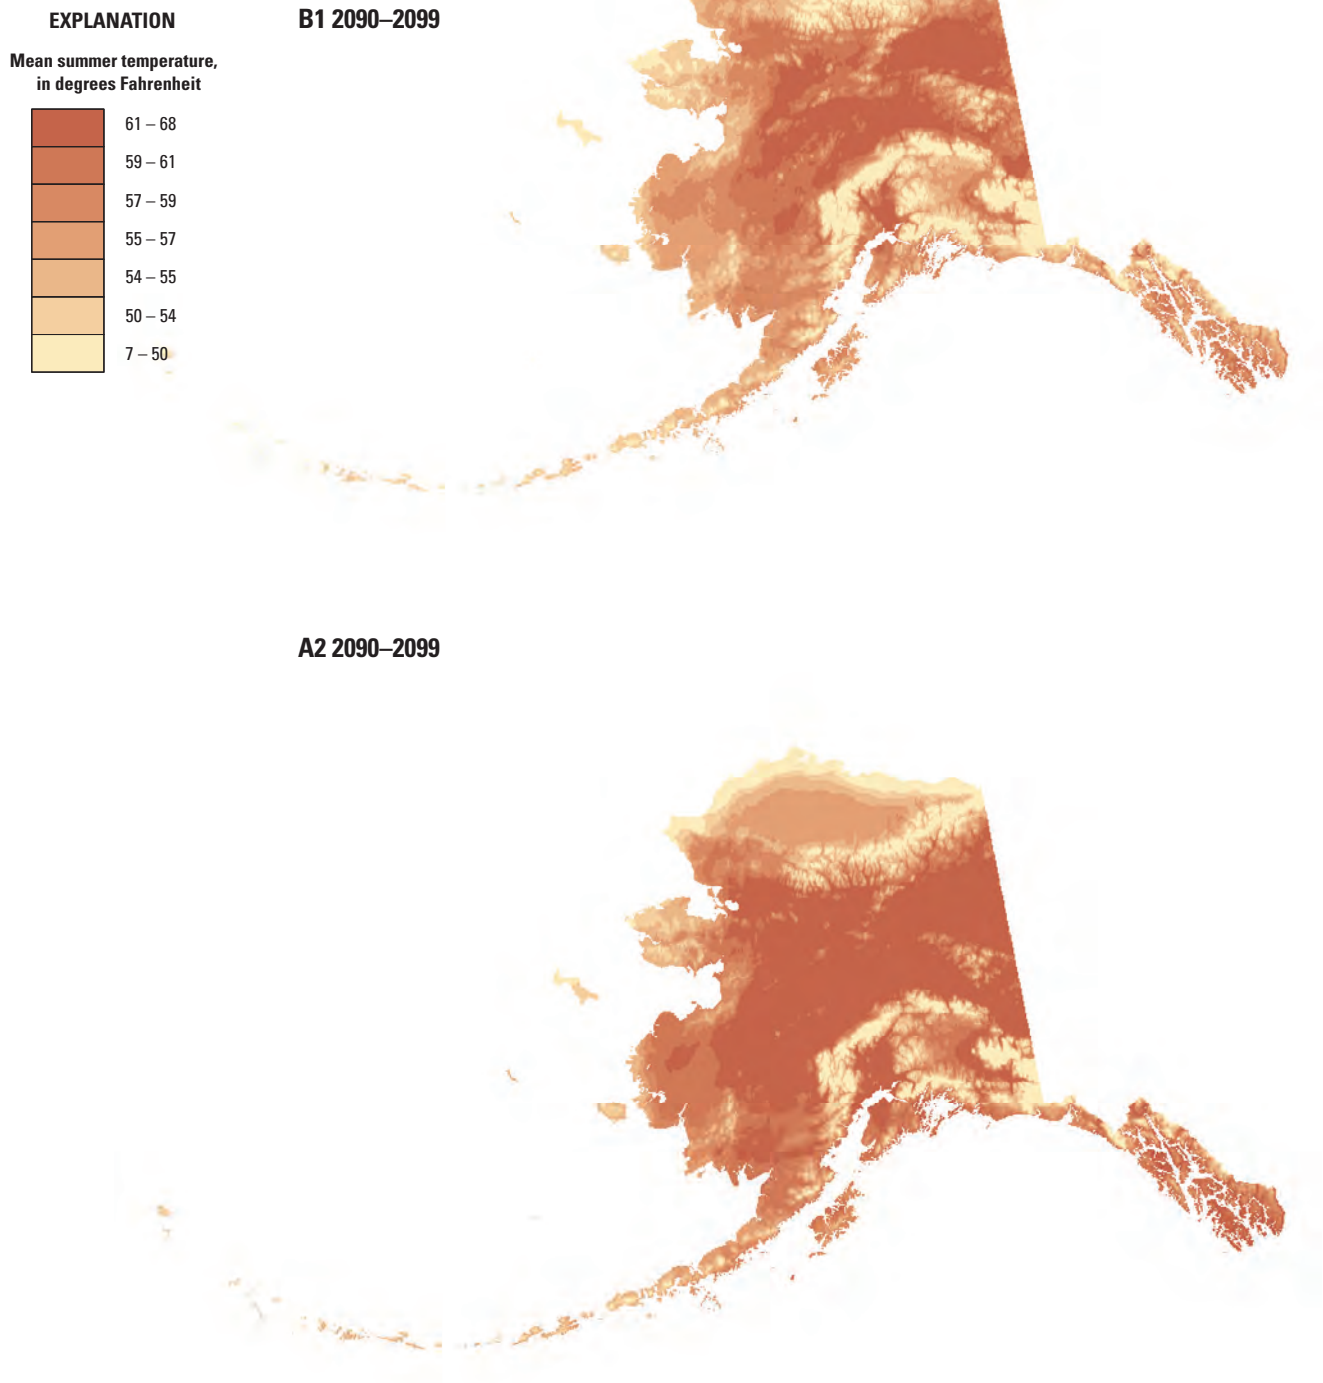 EXPLANATION
Mean summer temperature,
in degrees Fahrenheit
61 – 68
59 – 61
57 – 59
55 – 57
54 – 55
50 – 54
7 – 50
B1 2090–2099
A2 2090–2099